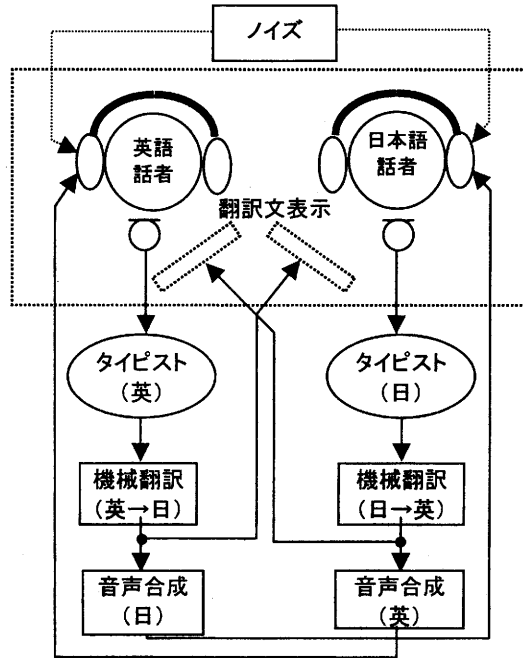 ノイズ
英語
話者
日本語
話者
翻訳文表示
タイピスト
(英)
タイピスト
(日)
機械翻訳
(英→日)
機械翻訳
(日→英)
音声合成
(日)
音声合成
(英)